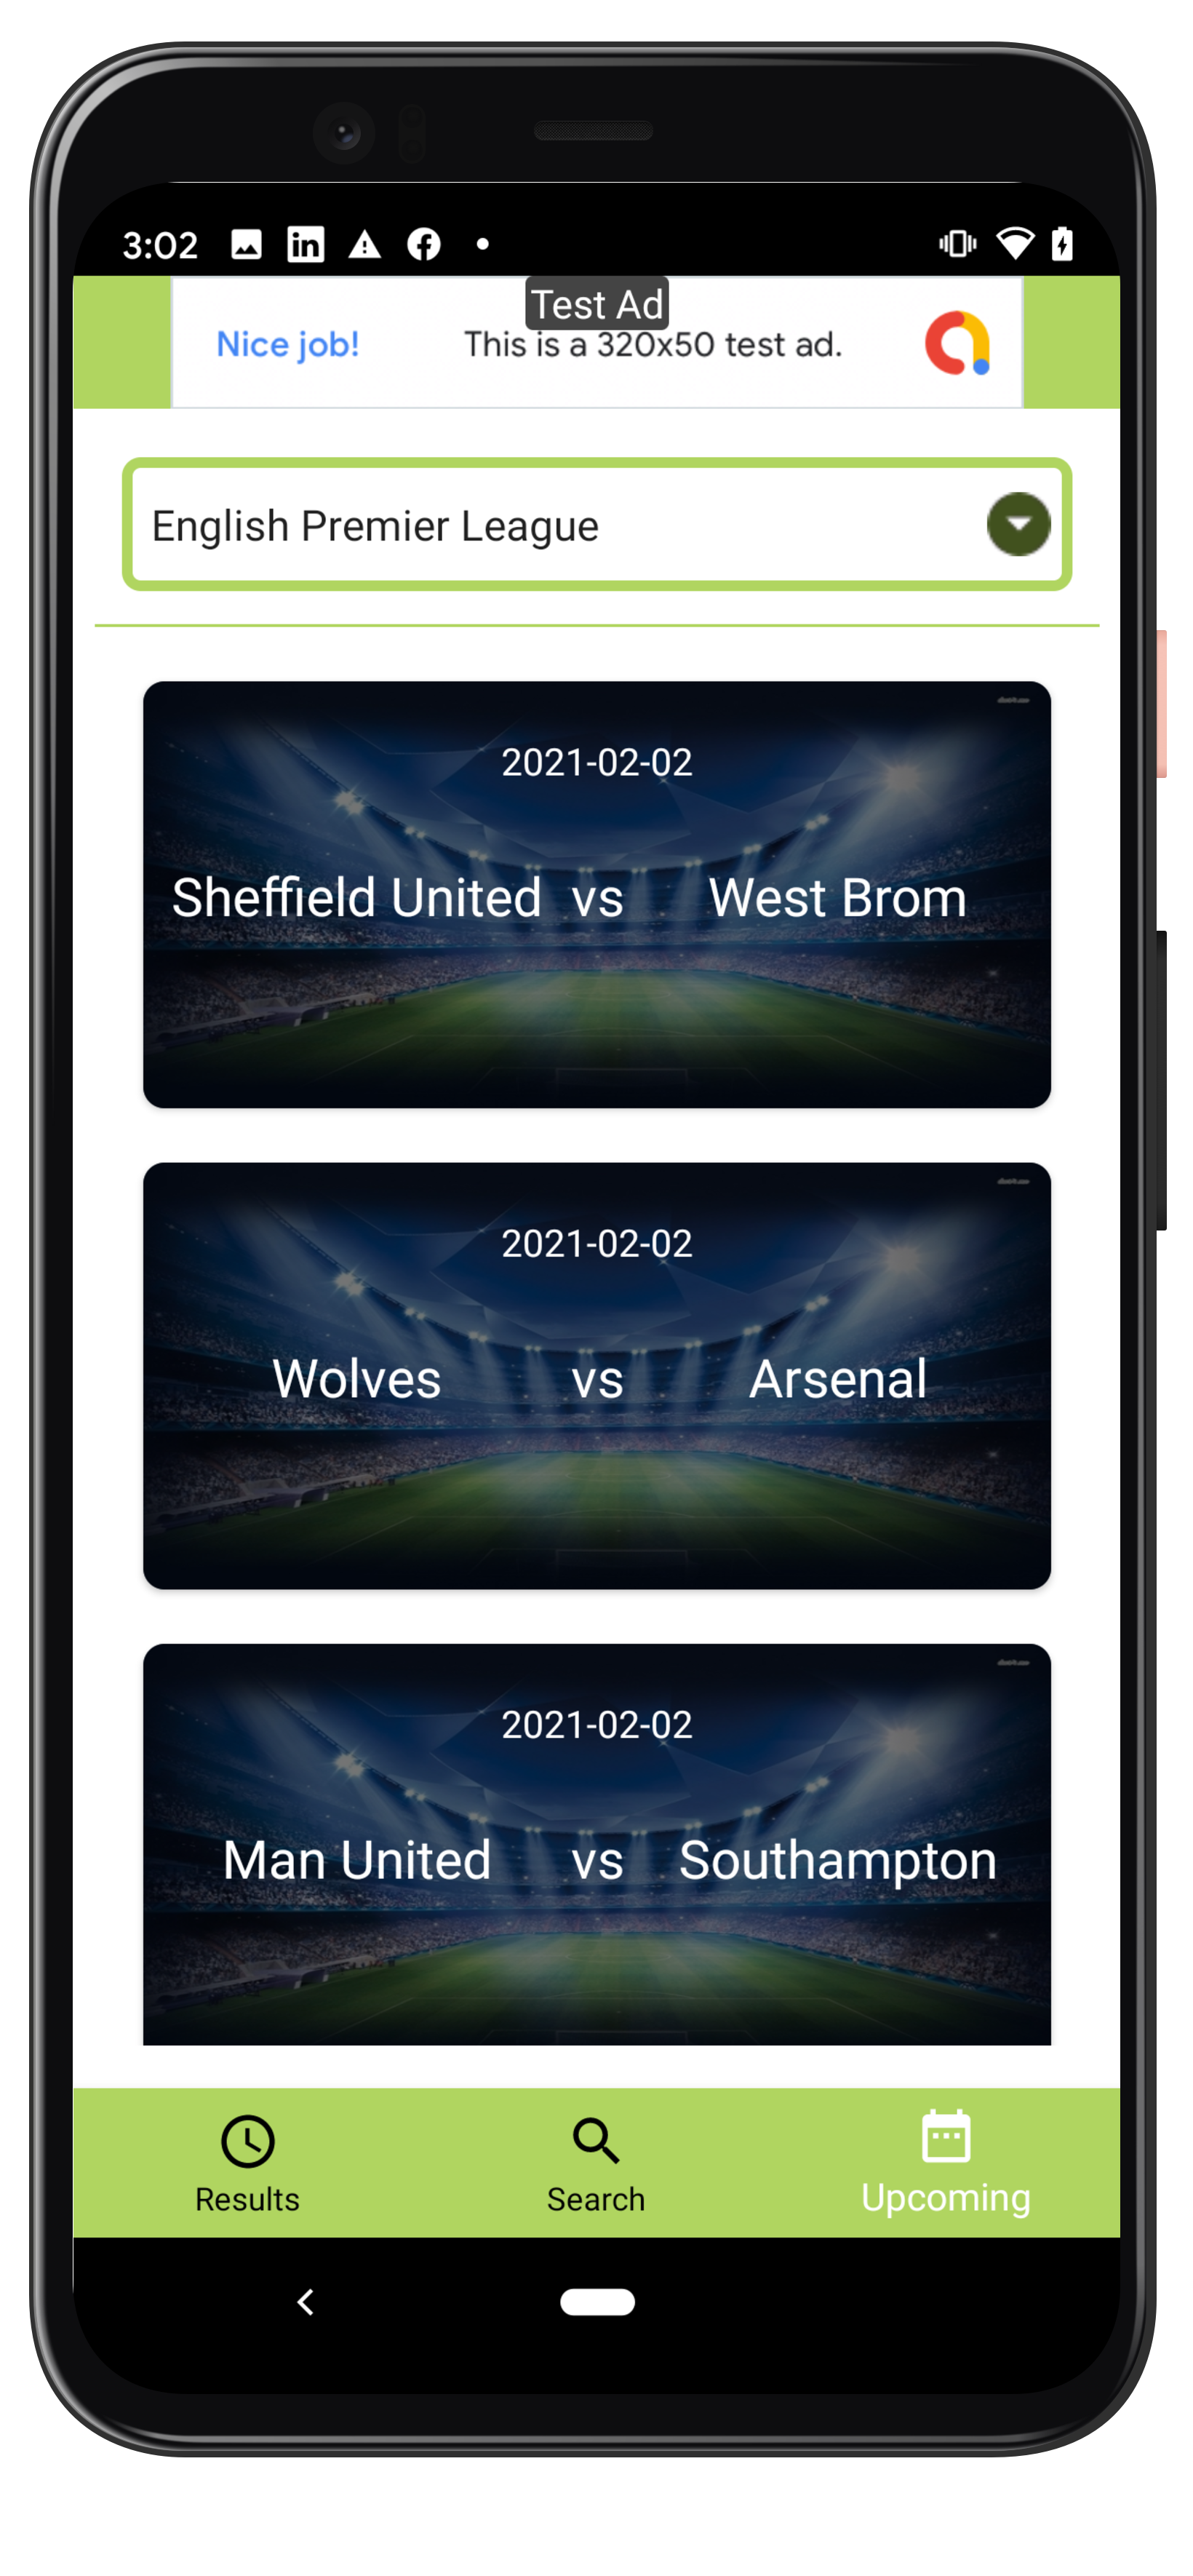 3:02
Test Ad
Nice job!
This is a 320x50 test ad.
English Premier League
2021-02-02
Sheffield United vs West Brom
2021-02-02
Wolves vs Arsenal
2021-02-02
Man United vs Southampton
Results Search Upcoming